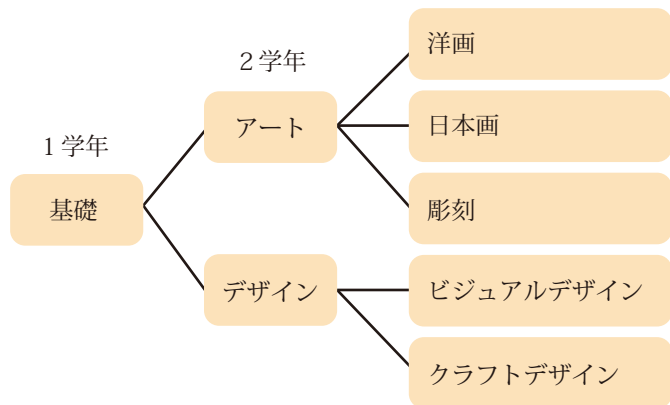 1学年
基礎
2学年
アート
デザイン
洋画
日本画
彫刻
ビジュアルデザイン
クラフトデザイン